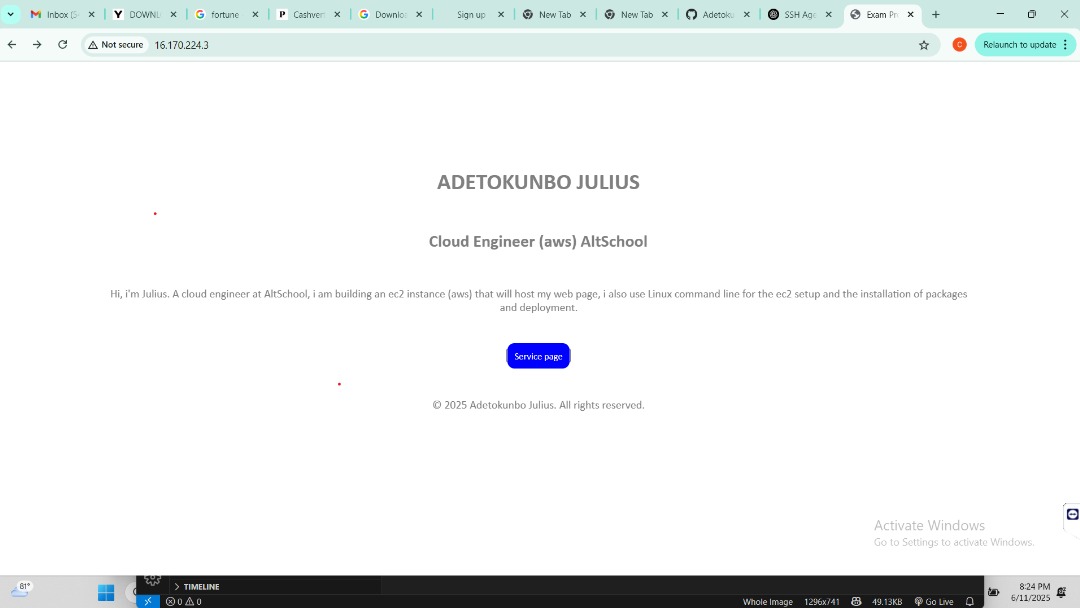 Inbox (5
DOWNL
fortune
Cashver
Downlo
Sign up
New Tab
New Tab
Adetoku
SSH Age
Exam Pr
Not secure
16.170.224.3
Relaunch to update
ADETOKUNBO JULIUS
Cloud Engineer (aws) AltSchool
Hi, i'm Julius. A cloud engineer at AltSchool, i am building an ec2 instance (aws) that will host my web page, i also use Linux command line for the ec2 setup and the installation of packages
and deployment.
Service page
© 2025 Adetokunbo Julius. All rights reserved.
Activate Windows
Go to Settings to activate Windows.
81°
TIMELINE
0 0
Whole Image
1296x741
49.13KB
Go Live
8:24 PM
6/11/2025